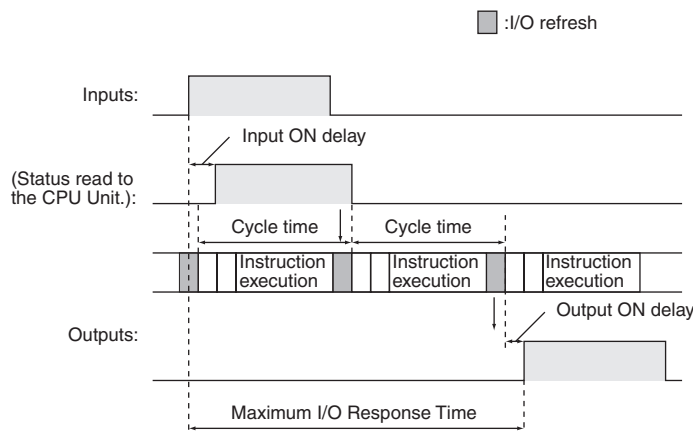 :I/O refresh
Inputs:
Input ON delay
(Status read to
the CPU Unit.):
Cycle time
Cycle time
Instruction
execution
Instruction
execution
Instruction
execution
Output ON delay
Outputs:
Maximum I/O Response Time